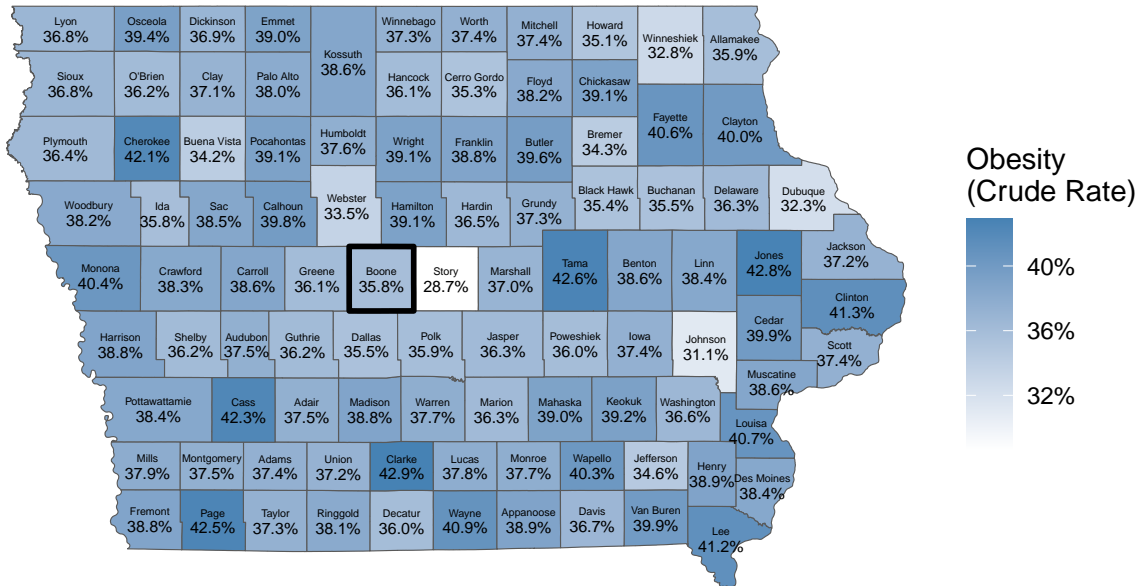 Lyon
36.8%
Osceola
39.4%
Dickinson
36.9%
Emmet
39.0%
Kossuth
38.6%
Winnebago
37.3%
Worth
37.4%
Mitchell
37.4%
Howard
35.1%
Winneshiek
32.8%
Allamakee
35.9%
Sioux
36.8%
O'Brien
36.2%
Clay
37.1%
Palo Alto
38.0%
Hancock
36.1%
Cerro Gordo
35.3%
Floyd
38.2%
Chickasaw
39.1%
Fayette
40.6%
Clayton
40.0%
Plymouth
36.4%
Cherokee
42.1%
Buena Vista
34.2%
Pocahontas
39.1%
Humboldt
37.6%
Wright
39.1%
Franklin
38.8%
Butler
39.6%
Bremer
34.3%
Woodbury
38.2%
Ida
35.8%
Sac
38.5%
Calhoun
39.8%
Webster
33.5%
Hamilton
39.1%
Hardin
36.5%
Grundy
37.3%
Black Hawk
35.4%
Buchanan
35.5%
Delaware
36.3%
Dubuque
32.3%
Monona
40.4%
Crawford
38.3%
Carroll
38.6%
Greene
36.1%
Boone
35.8%
Story
28.7%
Marshall
37.0%
Tama
42.6%
Benton
38.6%
Linn
38.4%
Jones
42.8%
Jackson
37.2%
Clinton
41.3%
Harrison
38.8%
Shelby
36.2%
Audubon
37.5%
Guthrie
36.2%
Dallas
35.5%
Polk
35.9%
Jasper
36.3%
Poweshiek
36.0%
Iowa
37.4%
Johnson
31.1%
Cedar
39.9%
Scott
37.4%
Muscatine
38.6%
Pottawattamie
38.4%
Cass
42.3%
Adair
37.5%
Madison
38.8%
Warren
37.7%
Marion
36.3%
Mahaska
39.0%
Keokuk
39.2%
Washington
36.6%
Louisa
40.7%
Mills
37.9%
Montgomery
37.5%
Adams
37.4%
Union
37.2%
Clarke
42.9%
Lucas
37.8%
Monroe
37.7%
Wapello
40.3%
Jefferson
34.6%
Henry
38.9%
Des Moines
38.4%
Fremont
38.8%
Page
42.5%
Taylor
37.3%
Ringgold
38.1%
Decatur
36.0%
Wayne
40.9%
Appanoose
38.9%
Davis
36.7%
Van Buren
39.9%
Lee
41.2%
Obesity
(Crude Rate)
40%
36%
32%